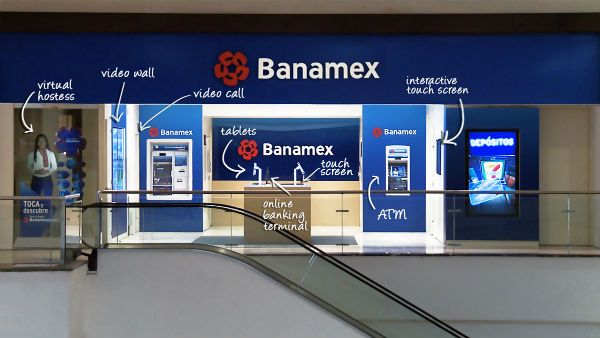 Banamex
virtual
hostess
video wall
video call
interactive
touch screen
Banamex
tablets
Banamex
touch
screen
Banamex
DEPÓSITOS
online
banking
terminal
ATM
TOCA y
descubre
Banamex